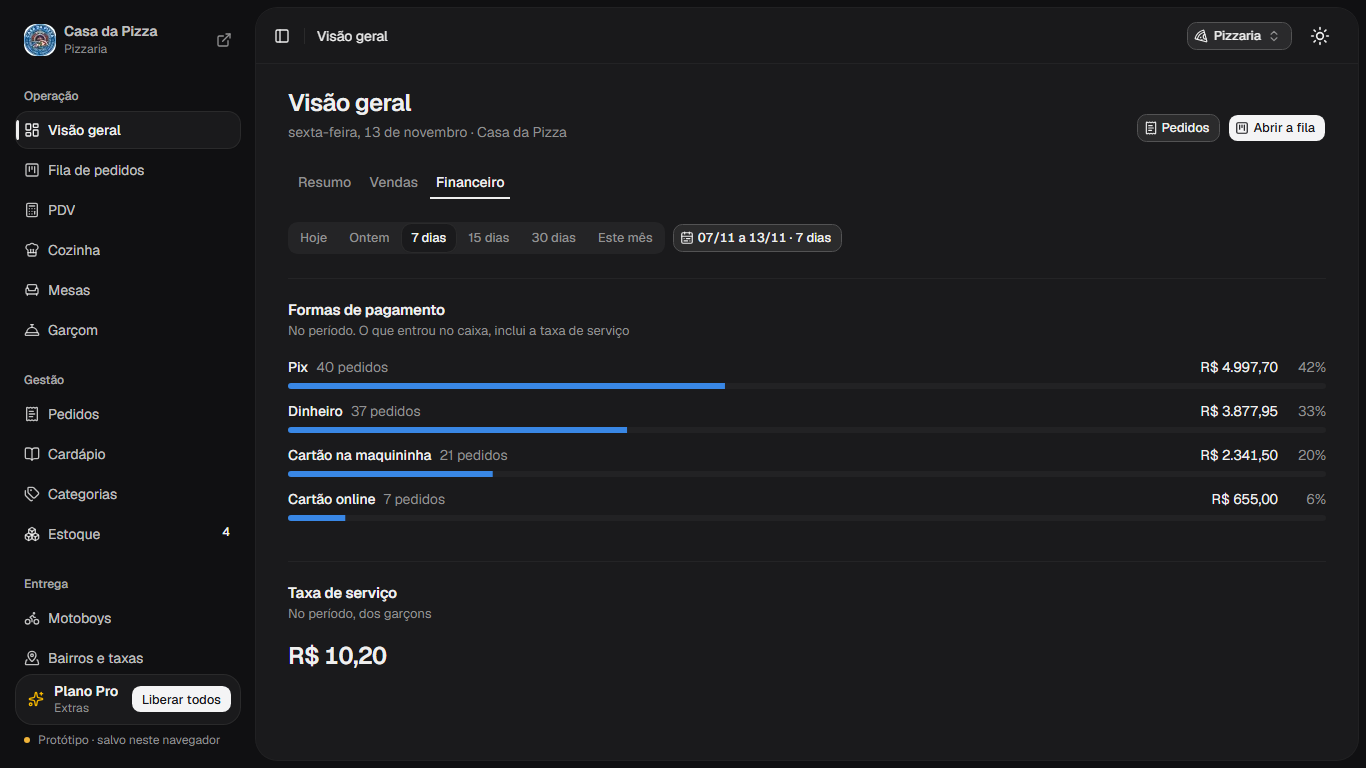 Casa da Pizza
Pizzaria
Operação
Visão geral
Fila de pedidos
PDV
Cozinha
Mesas
Garçom
Gestão
Pedidos
Cardápio
Categorias
Estoque 4
Entrega
Motoboys
Bairros e taxas
Plano Pro
Extras
Liberar todos
Protótipo · salvo neste navegador
Visão geral
Pizzaria
Visão geral
sexta-feira, 13 de novembro · Casa da Pizza
Pedidos
Abrir a fila
Resumo Vendas Financeiro
Hoje Ontem 7 dias 15 dias 30 dias Este mês 07/11 a 13/11 · 7 dias
Formas de pagamento
No período. O que entrou no caixa, inclui a taxa de serviço
Pix 40 pedidos R$ 4.997,70 42%
Dinheiro 37 pedidos R$ 3.877,95 33%
Cartão na maquininha 21 pedidos R$ 2.341,50 20%
Cartão online 7 pedidos R$ 655,00 6%
Taxa de serviço
No período, dos garçons
R$ 10,20